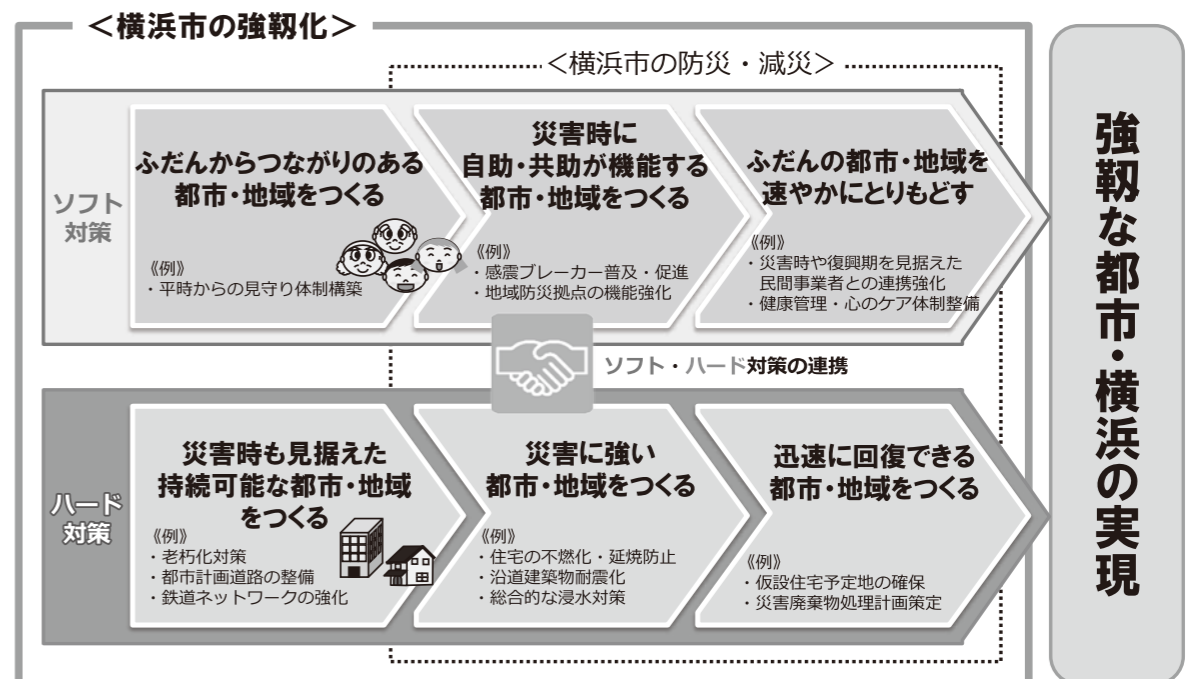 ＜横浜市の強靱化＞
＜横浜市の防災・減災＞
ソフト
対策
ふだんからつながりのある
都市・地域をつくる
《例》
・平時からの見守り体制構築
災害時に
自助・共助が機能する
都市・地域をつくる
《例》
・感震ブレーカー普及・促進
・地域防災拠点の機能強化
ふだんの都市・地域を
速やかにとりもどす
《例》
・災害時や復興期を見据えた
民間事業者との連携強化
・健康管理・心のケア体制整備
ソフト・ハード対策の連携
ハード
対策
災害時も見据えた
持続可能な都市・地域
をつくる
《例》
・老朽化対策
・都市計画道路の整備
・鉄道ネットワークの強化
災害に強い
都市・地域をつくる
《例》
・住宅の不燃化・延焼防止
・沿道建築物耐震化
・総合的な浸水対策
迅速に回復できる
都市・地域をつくる
《例》
・仮設住宅予定地の確保
・災害廃棄物処理計画策定
強靱な都市・横浜の実現